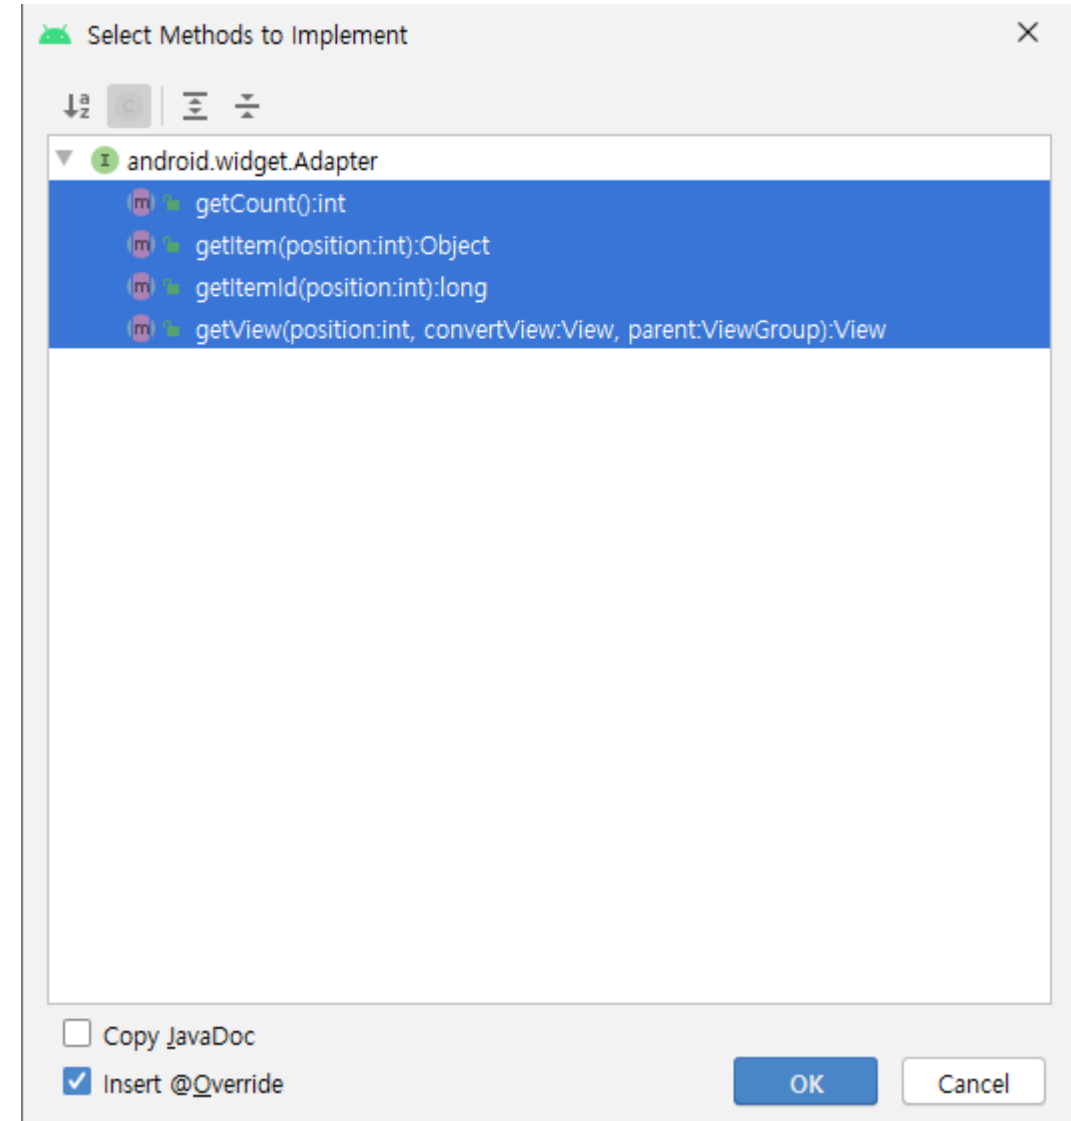 Select Methods to Implement
android.widget.Adapter
getCount():int
getItem(position:int):Object
getItemId(position:int):long
getView(position:int, convertView:View, parent:ViewGroup):View
Copy JavaDoc
Insert @Override
OK
Cancel